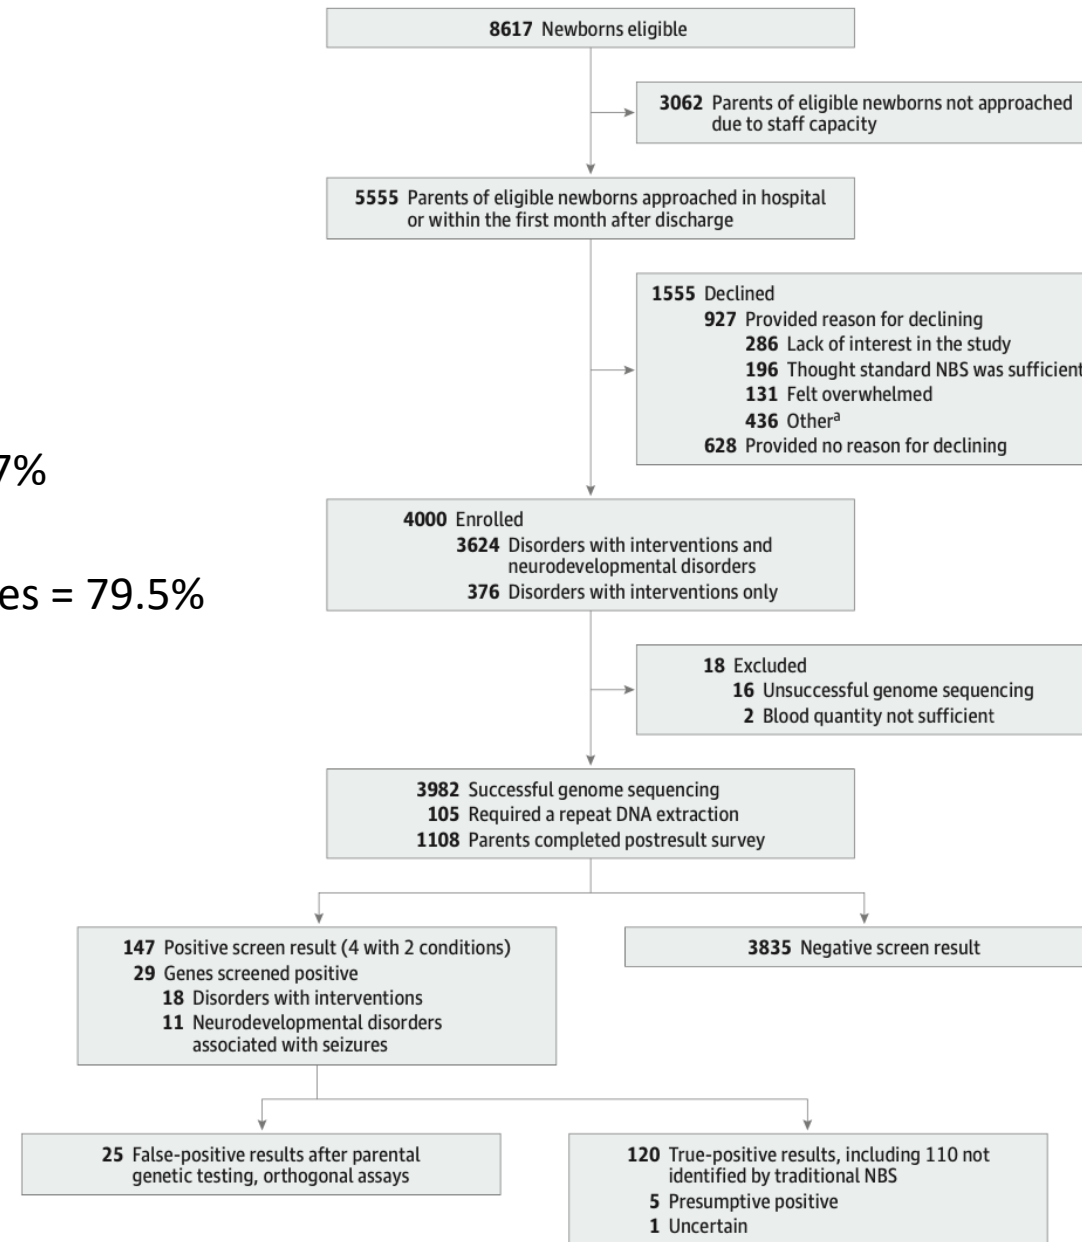 8617 Newborns eligible
3062 Parents of eligible newborns not approached
due to staff capacity
5555 Parents of eligible newborns approached in hospital
or within the first month after discharge
1555 Declined
927 Provided reason for declining
286 Lack of interest in the study
196 Thought standard NBS was sufficient
131 Felt overwhelmed
436 Otherᵃ
628 Provided no reason for declining
7%
4000 Enrolled
3624 Disorders with interventions and
neurodevelopmental disorders
376 Disorders with interventions only
es = 79.5%
18 Excluded
16 Unsuccessful genome sequencing
2 Blood quantity not sufficient
3982 Successful genome sequencing
105 Required a repeat DNA extraction
1108 Parents completed postresult survey
147 Positive screen result (4 with 2 conditions)
29 Genes screened positive
18 Disorders with interventions
11 Neurodevelopmental disorders
associated with seizures
3835 Negative screen result
25 False-positive results after parental
genetic testing, orthogonal assays
120 True-positive results, including 110 not
identified by traditional NBS
5 Presumptive positive
1 Uncertain